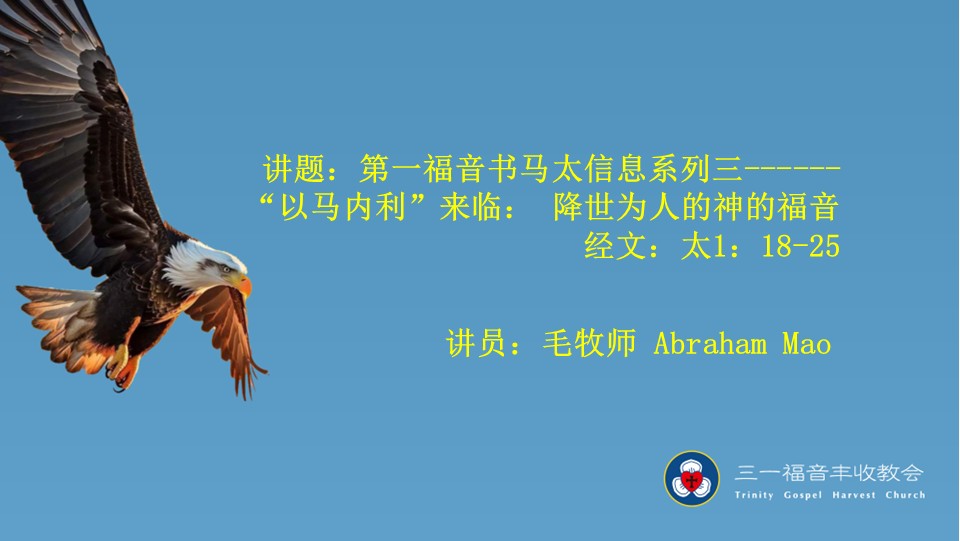 讲题：第一福音书马太信息系列三------
“以马内利”来临： 降世为人的神的福音
经文：太1：18-25
讲员：毛牧师 Abraham Mao
三一福音丰收教会
Trinity Gospel Harvest Church